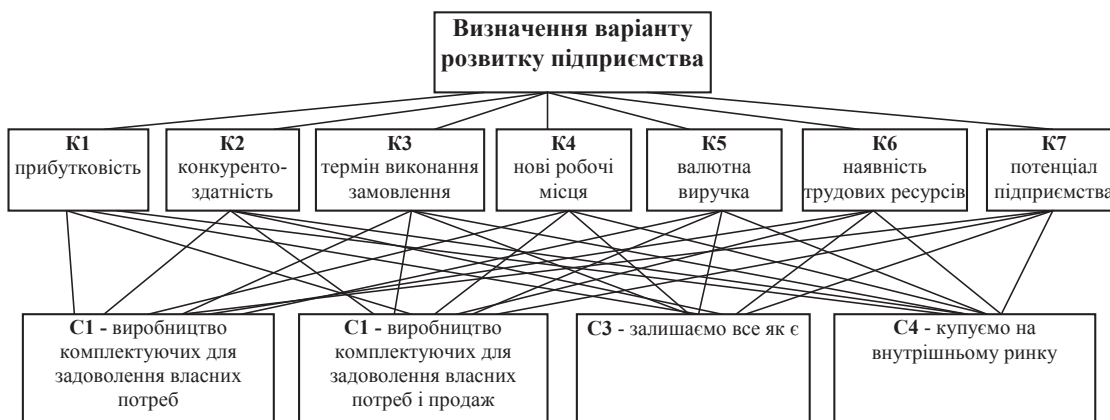 Визначення варіанту
розвитку підприємства
К1
прибутковість
К2
конкуренто-
здатність
К3
термін виконання
замовлення
К4
нові робочі
місця
К5
валютна
виручка
К6
наявність
трудових ресурсів
К7
потенціал
підприємства
С1 - виробництво
комплектуючих для
задоволення власних
потреб
С1 - виробництво
комплектуючих для
задоволення власних
потреб і продаж
С3 - залишаємо все як є
С4 - купуємо на
внутрішньому ринку